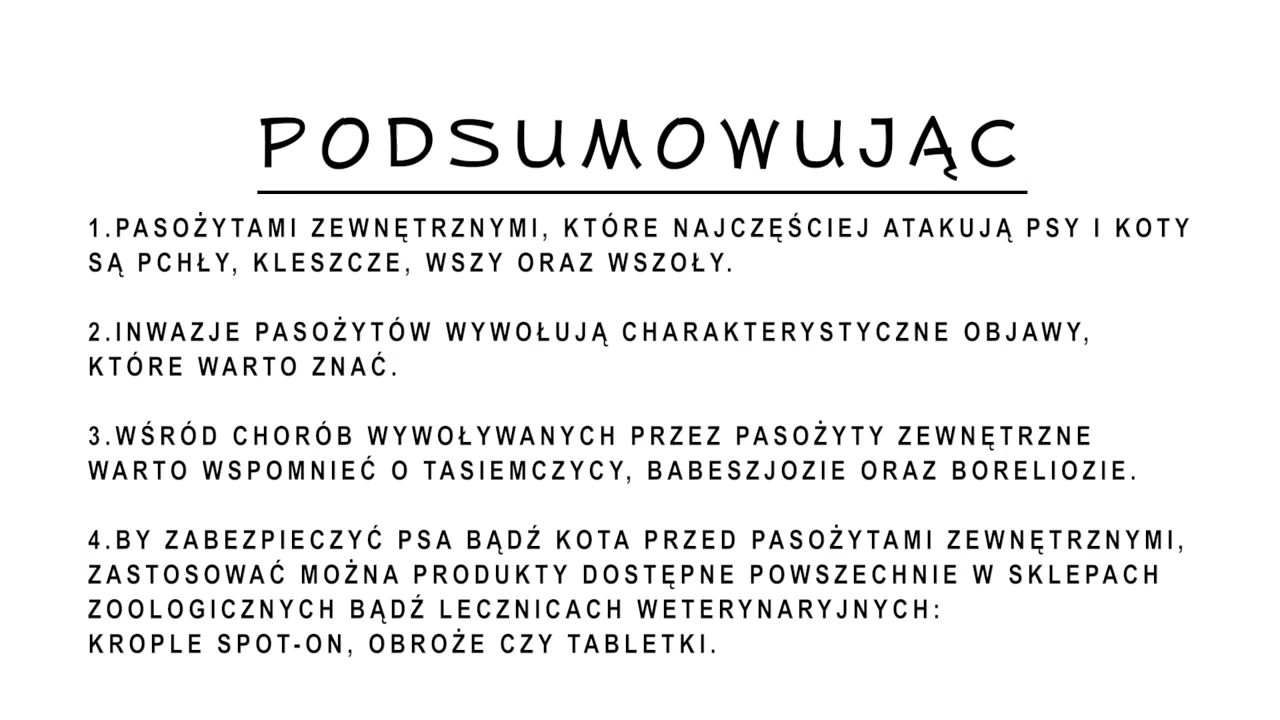 PODSUMOWUJĄC
1.PASOŻYTAMI ZEWNĘTRZNYMI, KTÓRE NAJCZĘŚCIEJ ATAKUJĄ PSY I KOTY
SĄ PCHŁY, KLESZCZE, WSZY ORAZ WSZOŁY.
2.INWAZJE PASOŻYTÓW WYWOŁUJĄ CHARAKTERYSTYCZNE OBJAWY,
KTÓRE WARTO ZNAĆ.
3.WŚRÓD CHORÓB WYWOŁYWANYCH PRZEZ PASOŻYTY ZEWNĘTRZNE
WARTO WSPOMNIEĆ O TASIEMCZYCY, BABESZJOZIE ORAZ BORELIOZIE.
4.BY ZABEZPIECZYĆ PSA BĄDŹ KOTA PRZED PASOŻYTAMI ZEWNĘTRZNYMI,
ZASTOSOWAĆ MOŻNA PRODUKTY DOSTĘPNE POWSZECHNIE W SKLEPACH
ZOOLOGICZNYCH BĄDŹ LECZNICACH WETERYNARYJNYCH:
KROPLE SPOT-ON, OBROŻE CZY TABLETKI.